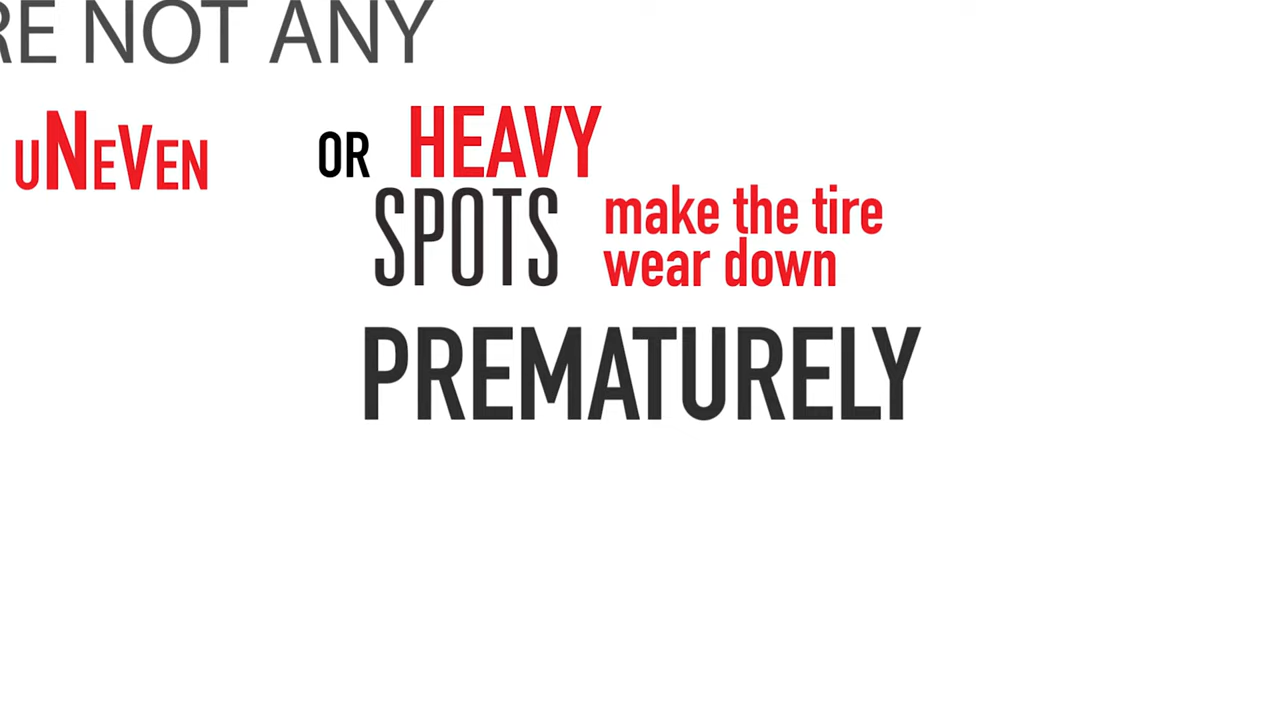 RE NOT ANY
uNeVeN OR HEAVY
SPOTS make the tire
wear down
PREMATURELY